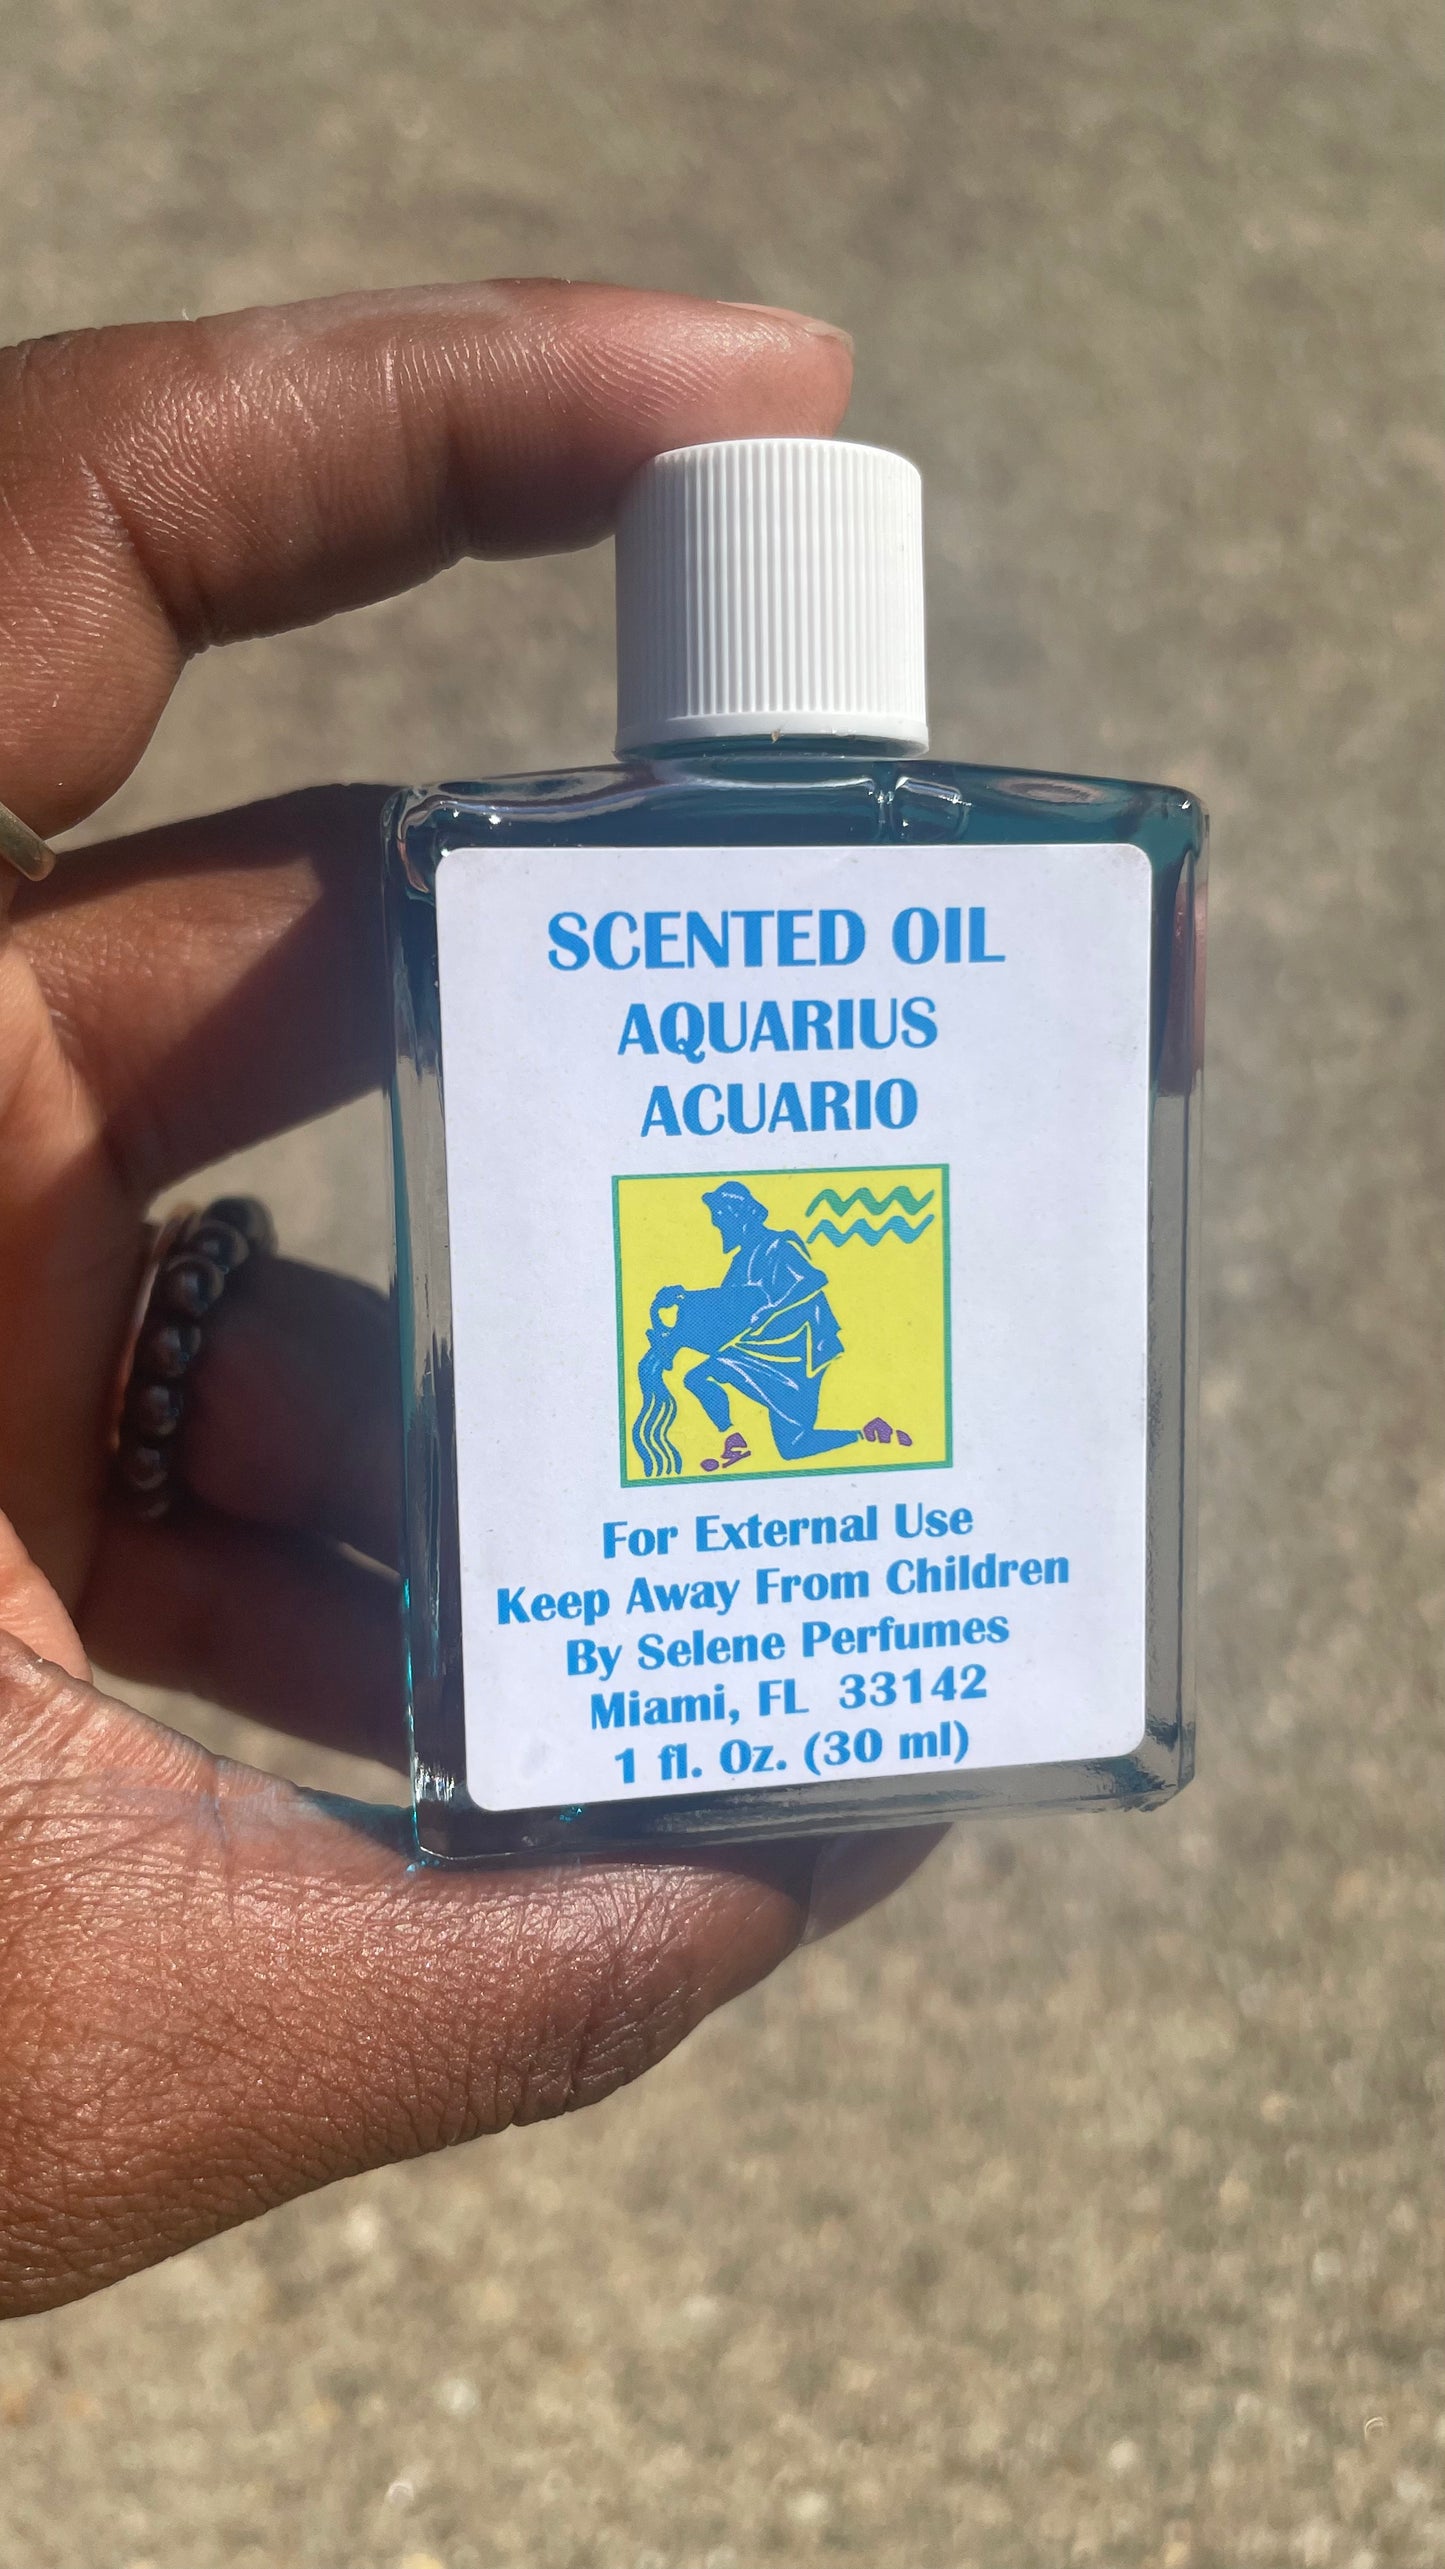 SCENTED OIL
AQUARIUS
ACUARIO
For External Use
Keep Away From Children
By Selene Perfumes
Miami, FL 33142
1 fl. Oz. (30 ml)